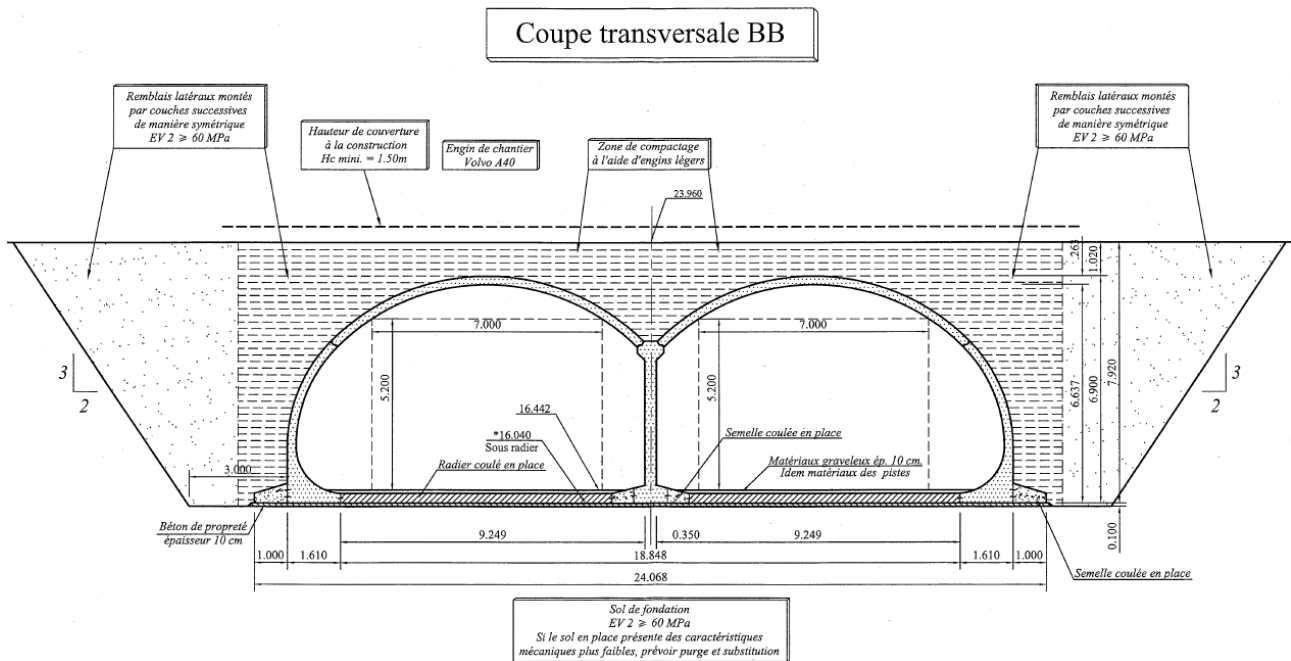 Coupe transversale BB
Remblais latéraux montés
par couches successives
de manière symétrique
EV 2 ⩾ 60 MPa
Hauteur de couverture
à la construction
Hc mini. = 1.50m
Engin de chantier
Volvo A40
Zone de compactage
à l'aide d'engins légers
Remblais latéraux montés
par couches successives
de manière symétrique
EV 2 ⩾ 60 MPa
23.960
.263
1.020
7.000
7.000
3
2
5.200
5.200
6.637
6.900
7.920
3
2
16.442
*16.040
Sous radier
Semelle coulée en place
Radier coulé en place
Matériaux graveleux ép. 10 cm.
Idem matériaux des pistes
3.000
Béton de propreté
épaisseur 10 cm
9.249
0.350
9.249
0.100
1.000
1.610
18.848
1.610
1.000
24.068
Semelle coulée en place
Sol de fondation
EV 2 ⩾ 60 MPa
Si le sol en place présente des caractéristiques
mécaniques plus faibles, prévoir purge et substitution